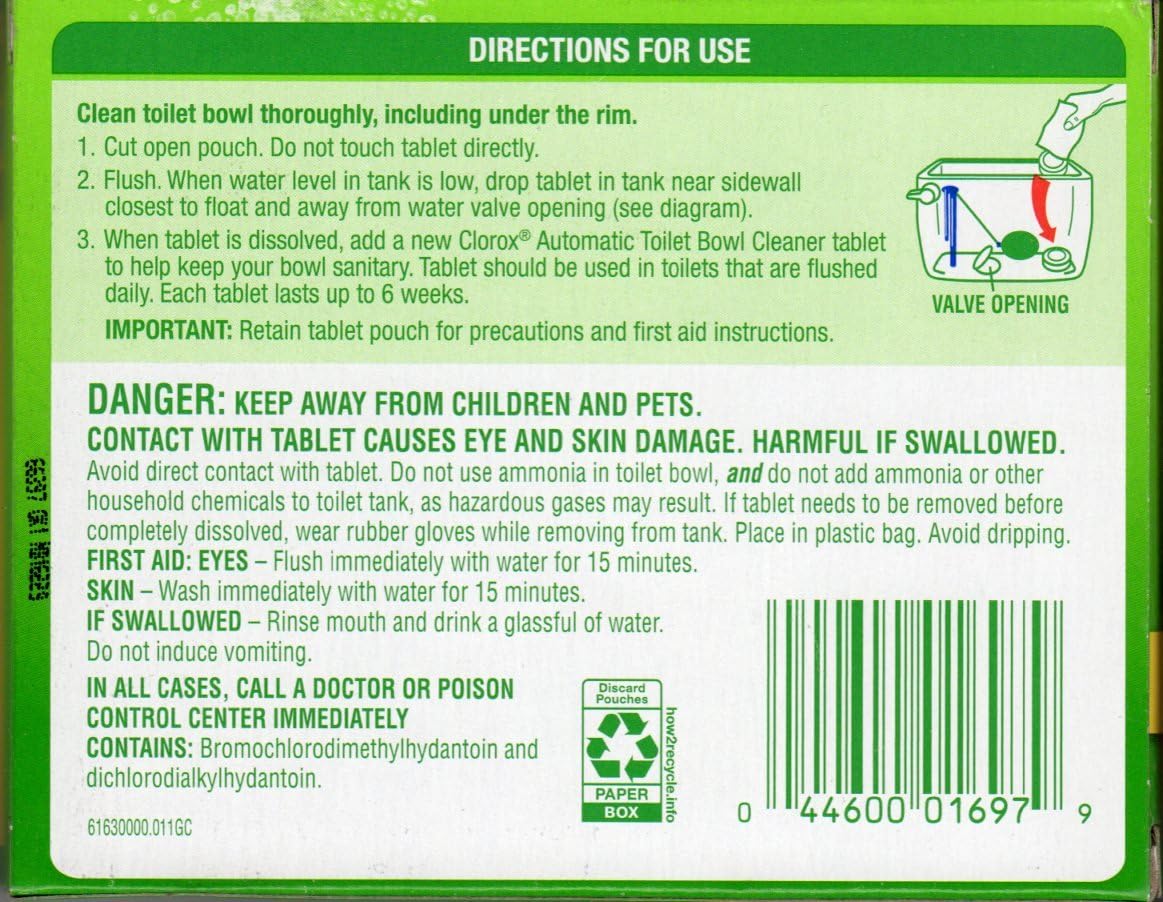 DIRECTIONS FOR USE
Clean toilet bowl thoroughly, including under the rim.
1. Cut open pouch. Do not touch tablet directly.
2. Flush. When water level in tank is low, drop tablet in tank near sidewall
closest to float and away from water valve opening (see diagram).
3. When tablet is dissolved, add a new Clorox® Automatic Toilet Bowl Cleaner tablet
to help keep your bowl sanitary. Tablet should be used in toilets that are flushed
daily. Each tablet lasts up to 6 weeks.
IMPORTANT: Retain tablet pouch for precautions and first aid instructions.
VALVE OPENING
DANGER: KEEP AWAY FROM CHILDREN AND PETS.
CONTACT WITH TABLET CAUSES EYE AND SKIN DAMAGE. HARMFUL IF SWALLOWED.
Avoid direct contact with tablet. Do not use ammonia in toilet bowl, and do not add ammonia or other
household chemicals to toilet tank, as hazardous gases may result. If tablet needs to be removed before
completely dissolved, wear rubber gloves while removing from tank. Place in plastic bag. Avoid dripping.
FIRST AID: EYES – Flush immediately with water for 15 minutes.
SKIN – Wash immediately with water for 15 minutes.
IF SWALLOWED – Rinse mouth and drink a glassful of water.
Do not induce vomiting.
IN ALL CASES, CALL A DOCTOR OR POISON
CONTROL CENTER IMMEDIATELY
CONTAINS: Bromochlorodimethylhydantoin and
dichlorodialkylhydantoin.
61630000.011GC
Discard
Pouches
PAPER
BOX
how2recycle.info
0 44600 01697 9